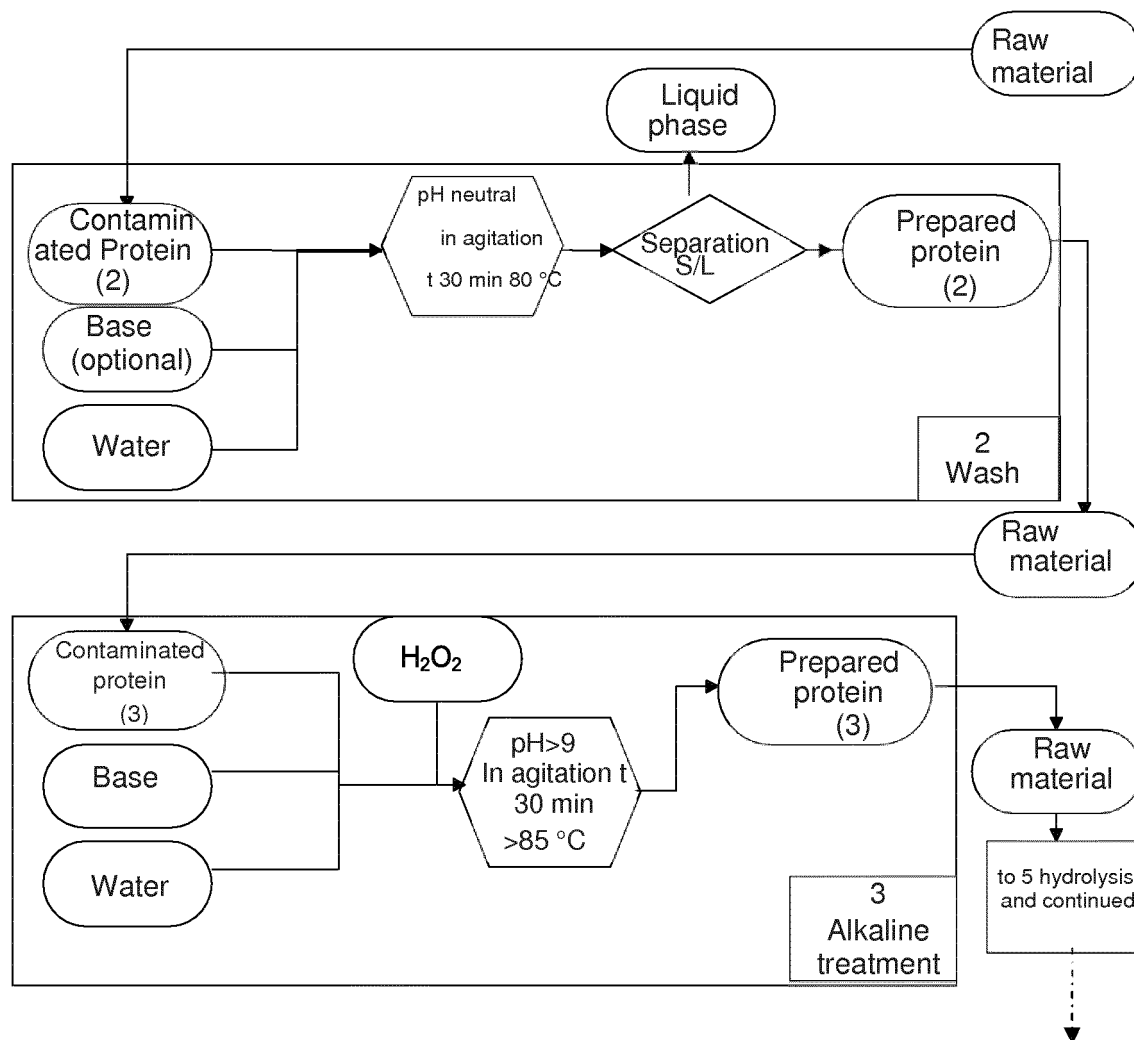 Raw
material
Liquid
phase
Contamin
ated Protein
(2)
pH neutral
in agitation
t 30 min 80 °C
Separation
S/L
Prepared
protein
(2)
Base
(optional)
Water
2
Wash
Raw
material
Contaminated
protein
(3)
H₂O₂
Prepared
protein
(3)
pH>9
In agitation t
30 min
>85 °C
Base
Water
Raw
material
to 5 hydrolysis
and continued
3
Alkaline
treatment